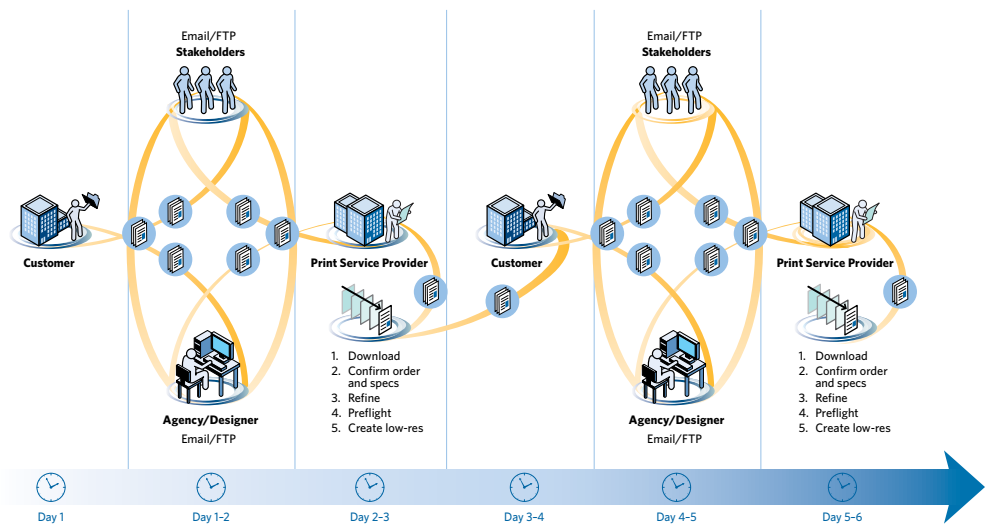 Email/FTP
Stakeholders
Email/FTP
Stakeholders
Customer
Print Service Provider
Customer
Print Service Provider
1. Download
2. Confirm order
and specs
3. Refine
4. Preflight
5. Create low-res
1. Download
2. Confirm order
and specs
3. Refine
4. Preflight
5. Create low-res
Agency/Designer
Email/FTP
Agency/Designer
Email/FTP
Day 1
Day 1–2
Day 2–3
Day 3–4
Day 4–5
Day 5–6